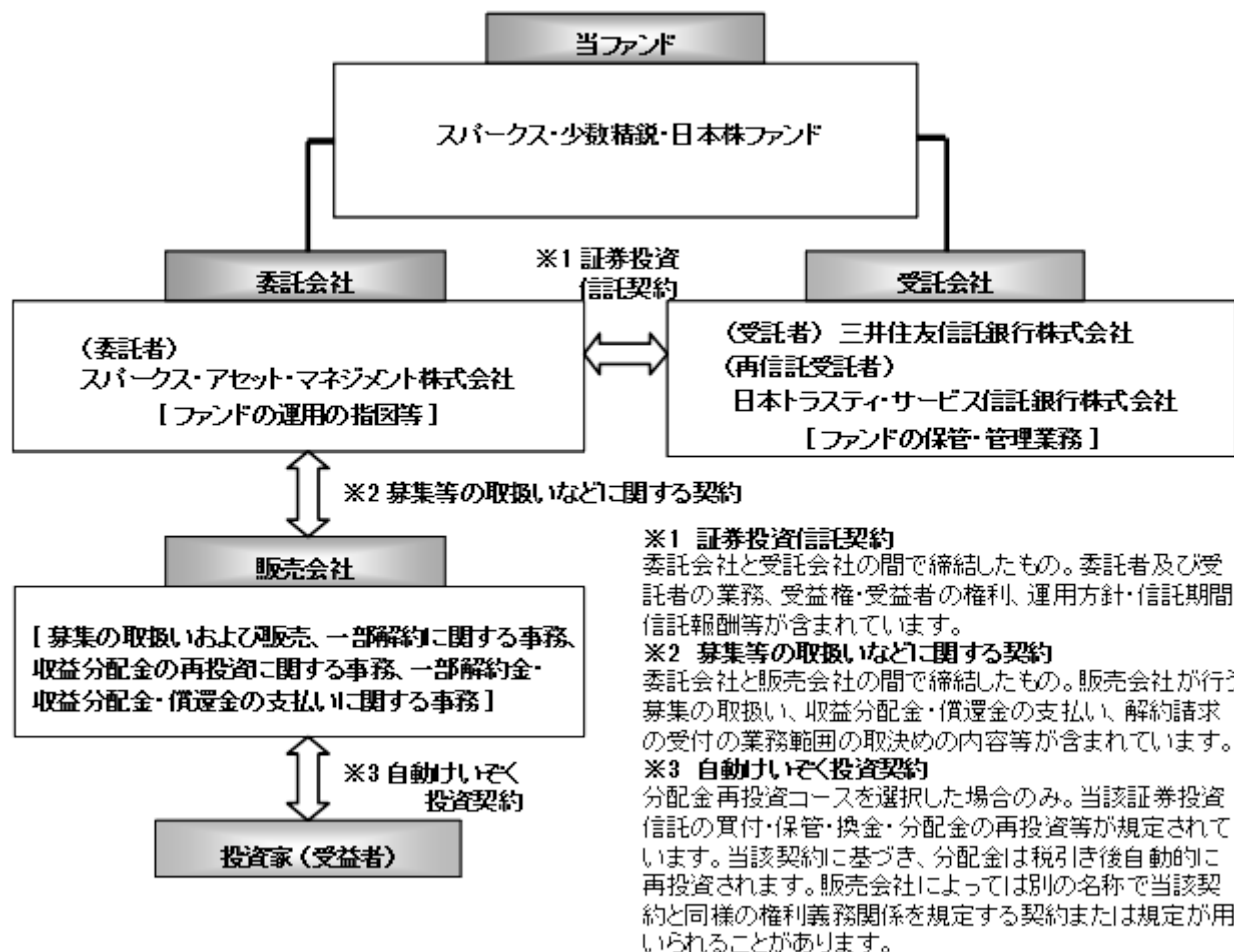 当ファンド
スパークス・少数精鋭・日本株ファンド
委託会社
※1 証券投資
信託契約
受託会社
（委託者）
スパークス・アセット・マネジメント株式会社
［ ファンドの運用の指図等 ］
（受託者） 三井住友信託銀行株式会社
（再信託受託者）
日本トラスティ・サービス信託銀行株式会社
［ ファンドの保管・管理業務 ］
※2 募集等の取扱いなどに関する契約
販売会社
［ 募集の取扱いおよび販売、一部解約に関する事務、
収益分配金の再投資に関する事務、一部解約金・
収益分配金・償還金の支払いに関する事務 ］
※3 自動けいぞく
投資契約
投資家（受益者）
※1 証券投資信託契約
委託会社と受託会社の間で締結したもの。委託者及び受
託者の業務、受益権・受益者の権利、運用方針・信託期間
信託報酬等が含まれています。
※2 募集等の取扱いなどに関する契約
委託会社と販売会社の間で締結したもの。販売会社が行う
募集の取扱い、収益分配金・償還金の支払い、解約請求
の受付の業務範囲の取決めの内容等が含まれています。
※3 自動けいぞく投資契約
分配金再投資コースを選択した場合のみ。当該証券投資
信託の買付・保管・換金・分配金の再投資等が規定されて
います。当該契約に基づき、分配金は税引き後自動的に
再投資されます。販売会社によっては別の名称で当該契
約と同様の権利義務関係を規定する契約または規定が用
いられることがあります。